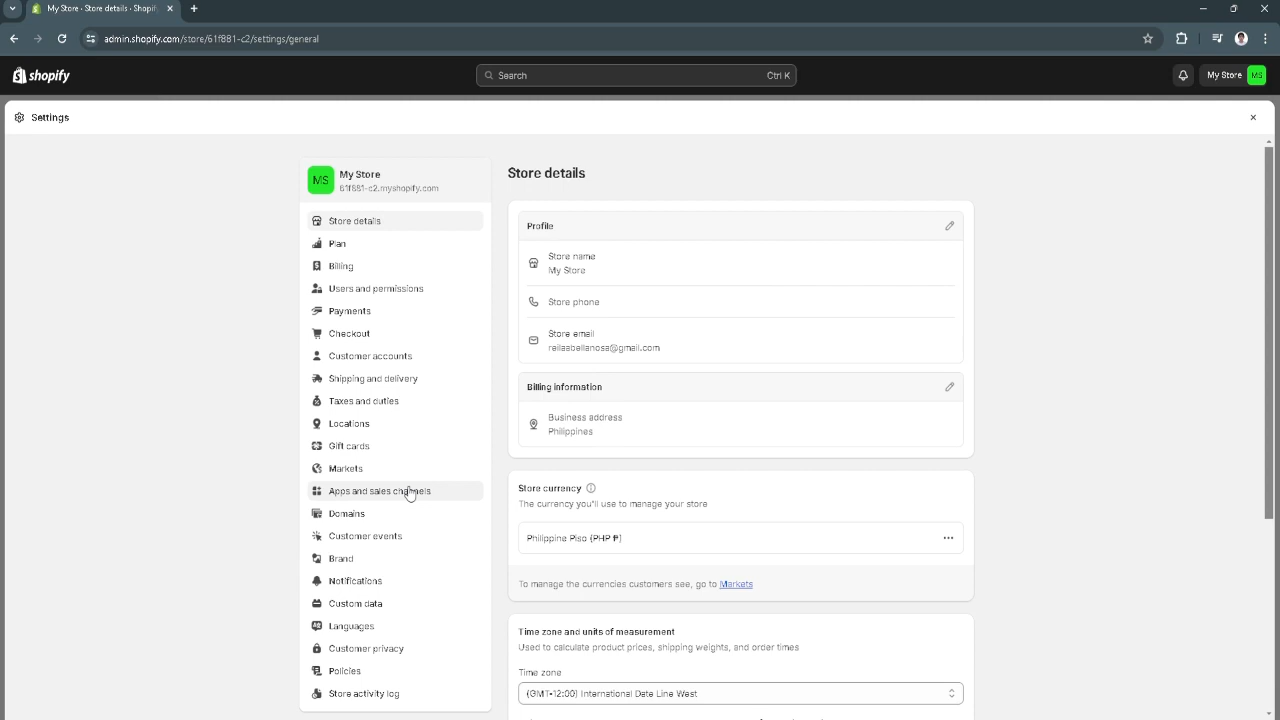 My Store · Store details · Shopif
admin.shopify.com/store/61f881-c2/settings/general
shopify
Search
Ctrl K
My Store
MS
Settings
MS
My Store
61f881-c2.myshopify.com
Store details
Plan
Billing
Users and permissions
Payments
Checkout
Customer accounts
Shipping and delivery
Taxes and duties
Locations
Gift cards
Markets
Apps and sales channels
Domains
Customer events
Brand
Notifications
Custom data
Languages
Customer privacy
Policies
Store activity log
Store details
Profile
Store name
My Store
Store phone
Store email
reilaabellanosa@gmail.com
Billing information
Business address
Philippines
Store currency
The currency you'll use to manage your store
Philippine Piso (PHP ₱)
To manage the currencies customers see, go to Markets
Time zone and units of measurement
Used to calculate product prices, shipping weights, and order times
Time zone
(GMT-12:00) International Date Line West